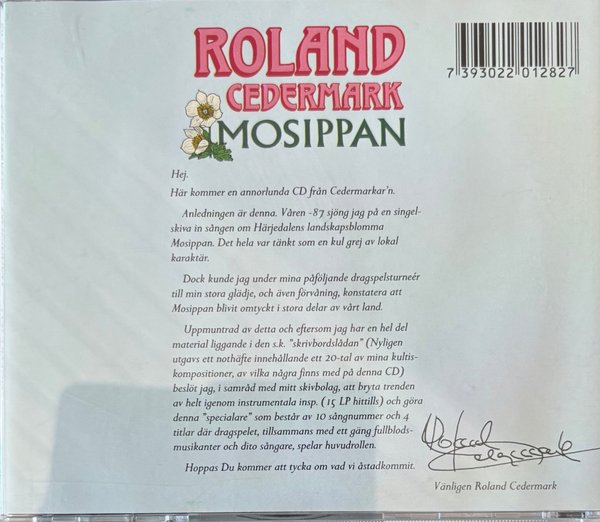 ROLAND
CEDERMARK
MOSIPPAN
7 393022 012827
Hej.
Här kommer en annorlunda CD från Cedermarkar'n.
Anledningen är denna. Våren -87 sjöng jag på en singel-
skiva in sången om Härjedalens landskapsblomma
Mosippan. Det hela var tänkt som en kul grej av lokal
karaktär.
Dock kunde jag under mina påföljande dragspelsturneér
till min stora glädje, och även förvåning, konstatera att
Mosippan blivit omtyckt i stora delar av vårt land.
Uppmuntrad av detta och eftersom jag har en hel del
material liggande i den s.k. "skrivbordslådan" (Nyligen
utgavs ett nothäfte innehållande ett 20-tal av mina kultis-
kompositioner, av vilka några finns med på denna CD)
beslöt jag, i samråd med mitt skivbolag, att bryta trenden
av helt igenom instrumentala insp. (15 LP hittills) och göra
denna "specialare" som består av 10 sångnummer och 4
titlar där dragspelet, tillsammans med ett gäng fullblods-
musikanter och dito sångare, spelar huvudrollen.
Hoppas Du kommer att tycka om vad vi åstadkommit.
Vänligen Roland Cedermark